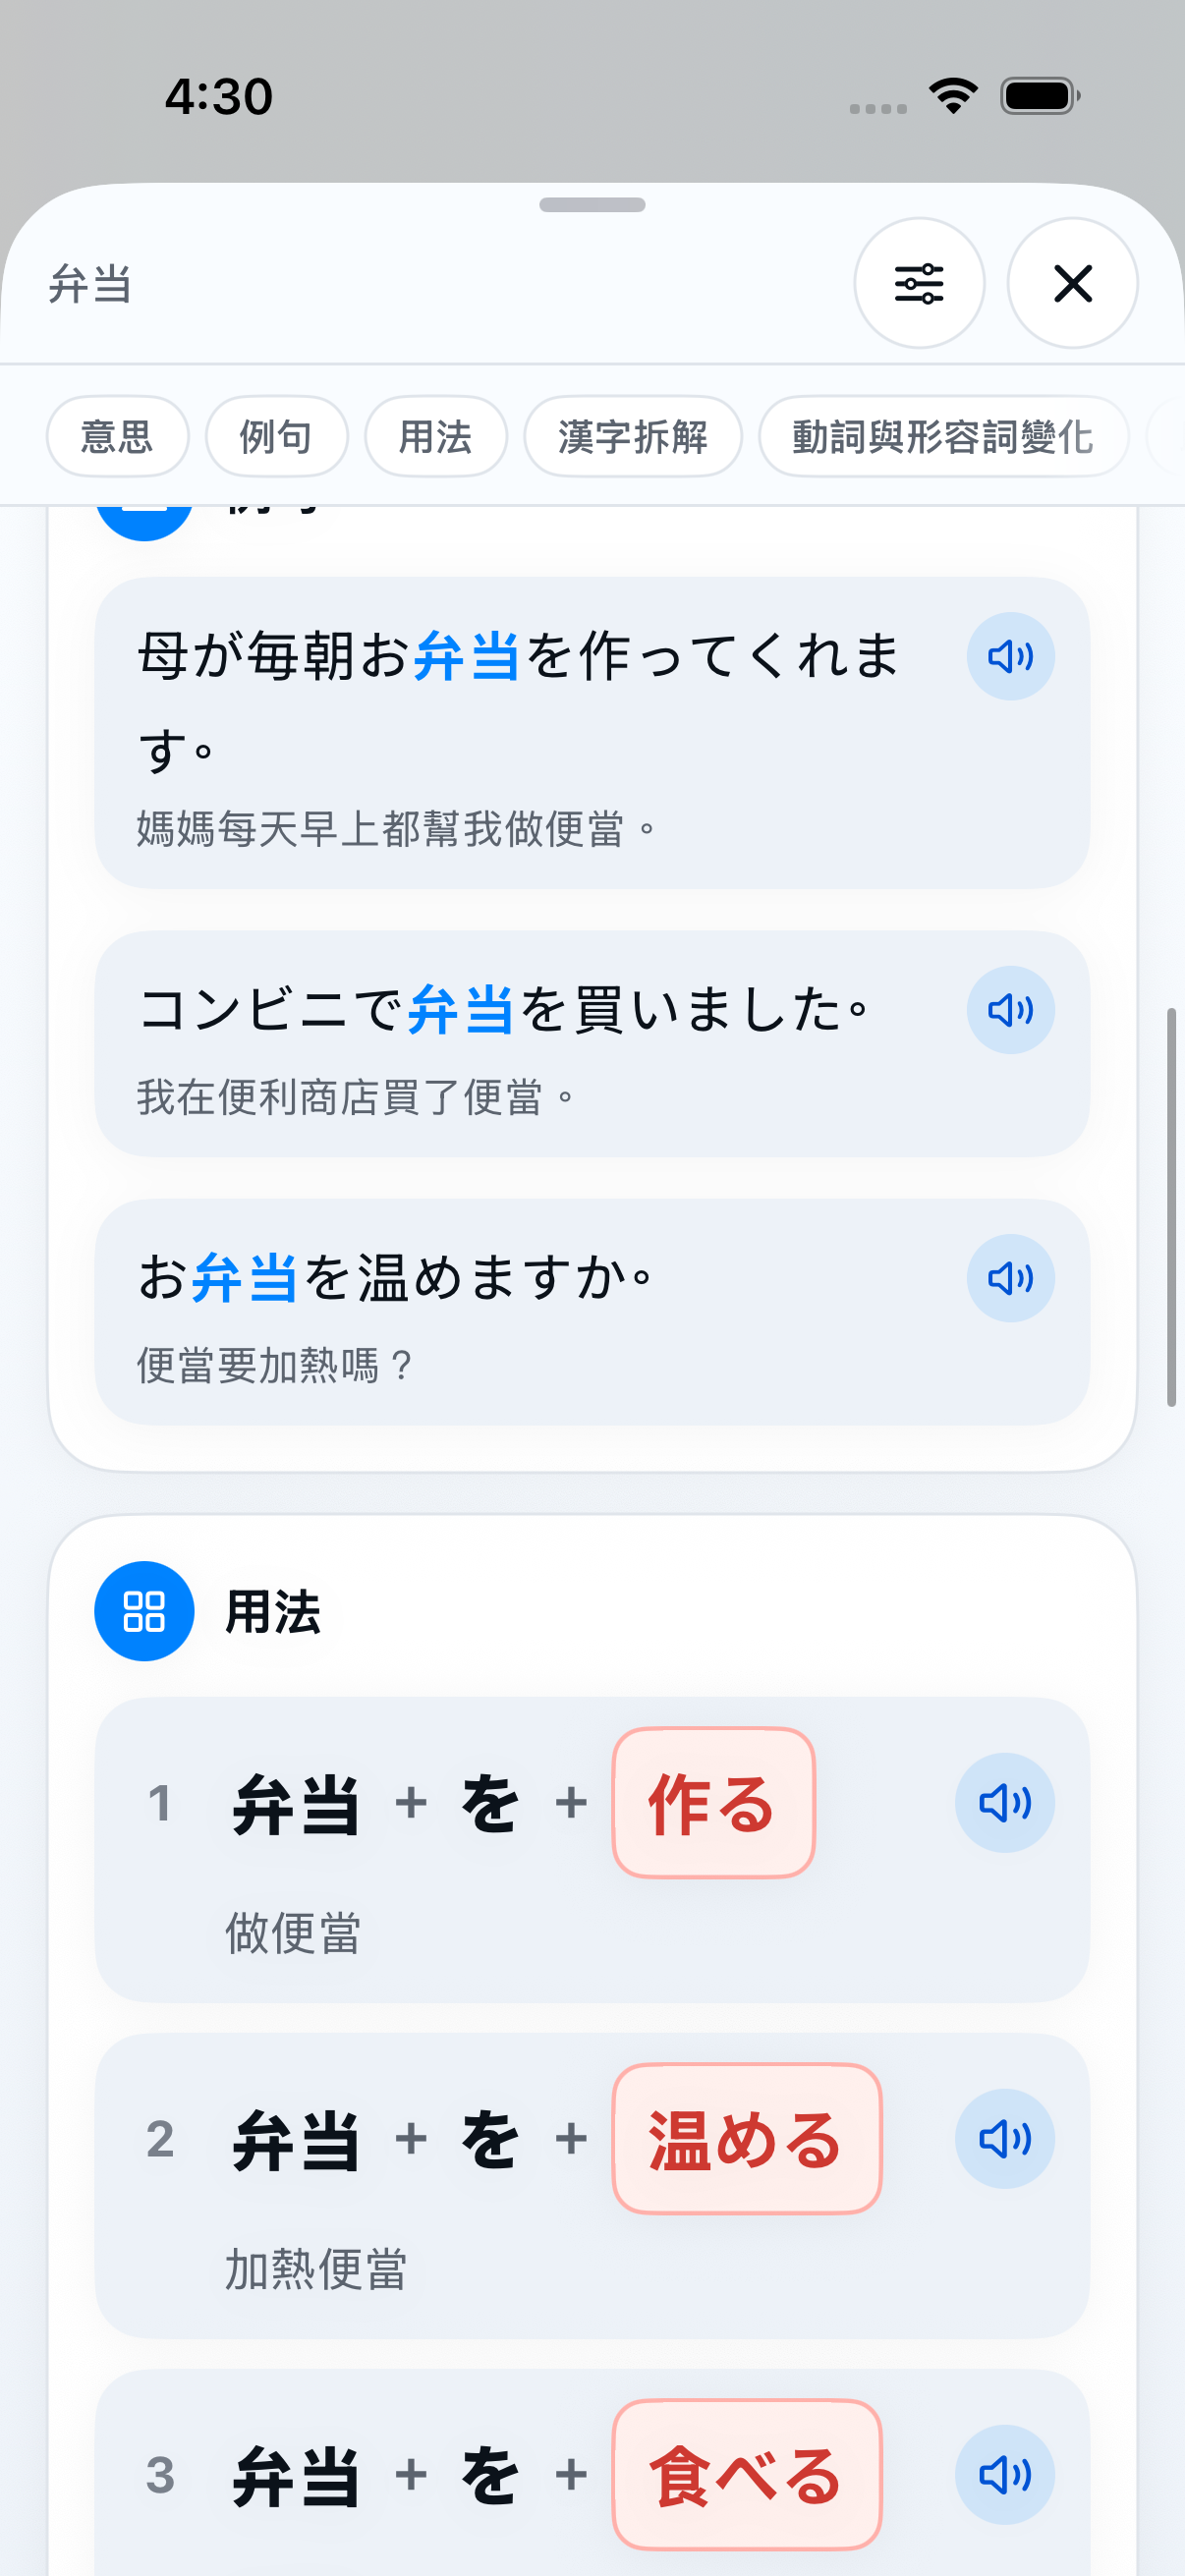 4:30
弁当
意思 例句 用法 漢字拆解 動詞與形容詞變化
母が毎朝お弁当を作ってくれま
す。
媽媽每天早上都幫我做便當。
コンビニで弁当を買いました。
我在便利商店買了便當。
お弁当を温めますか。
便當要加熱嗎？
用法
1 弁当 + を + 作る
做便當
2 弁当 + を + 温める
加熱便當
3 弁当 + を + 食べる